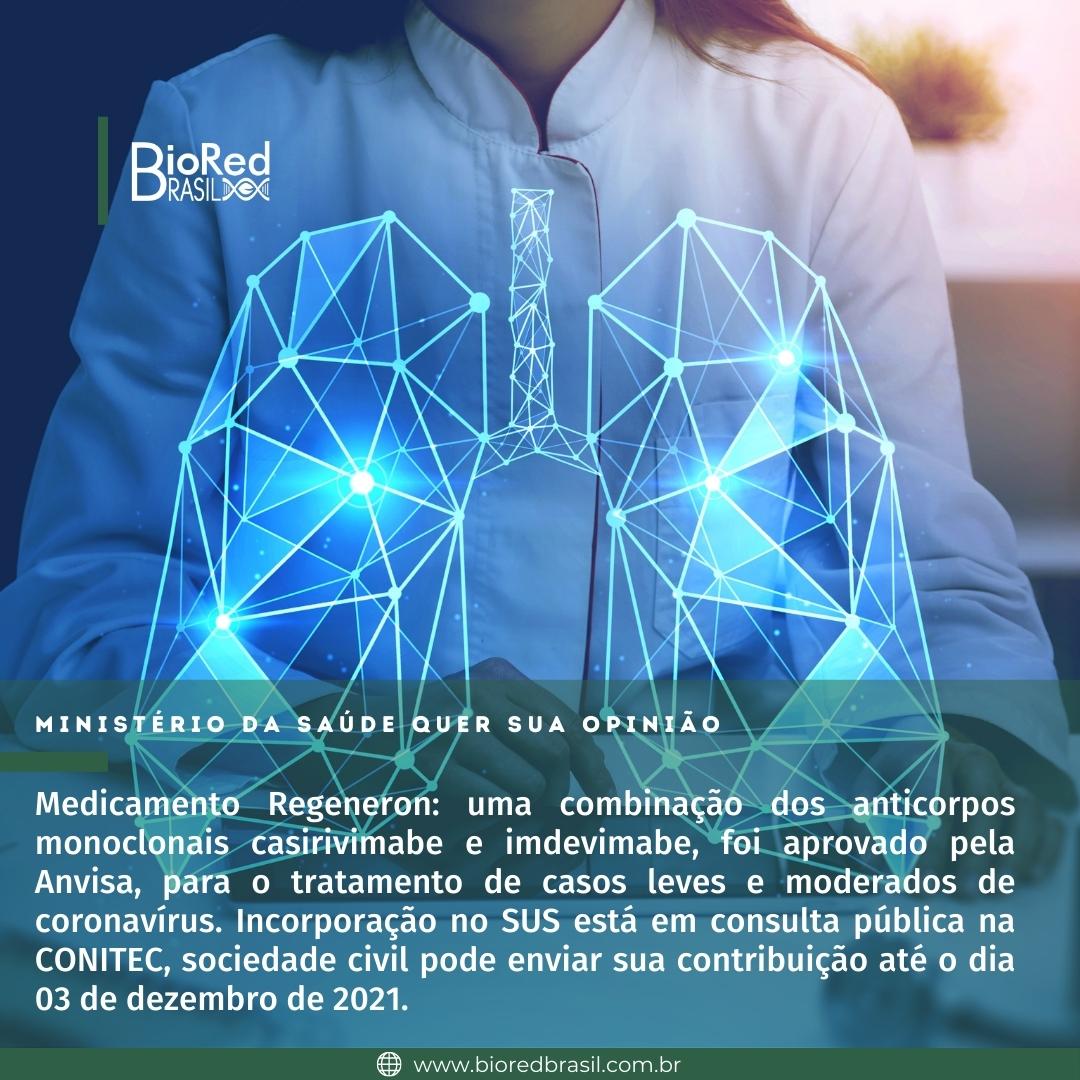 BioRed
BRASIL
MINISTÉRIO DA SAÚDE QUER SUA OPINIÃO
Medicamento Regeneron: uma combinação dos anticorpos
monoclonais casirivimabe e imdevimabe, foi aprovado pela
Anvisa, para o tratamento de casos leves e moderados de
coronavírus. Incorporação no SUS está em consulta pública na
CONITEC, sociedade civil pode enviar sua contribuição até o dia
03 de dezembro de 2021.
www.bioredbrasil.com.br